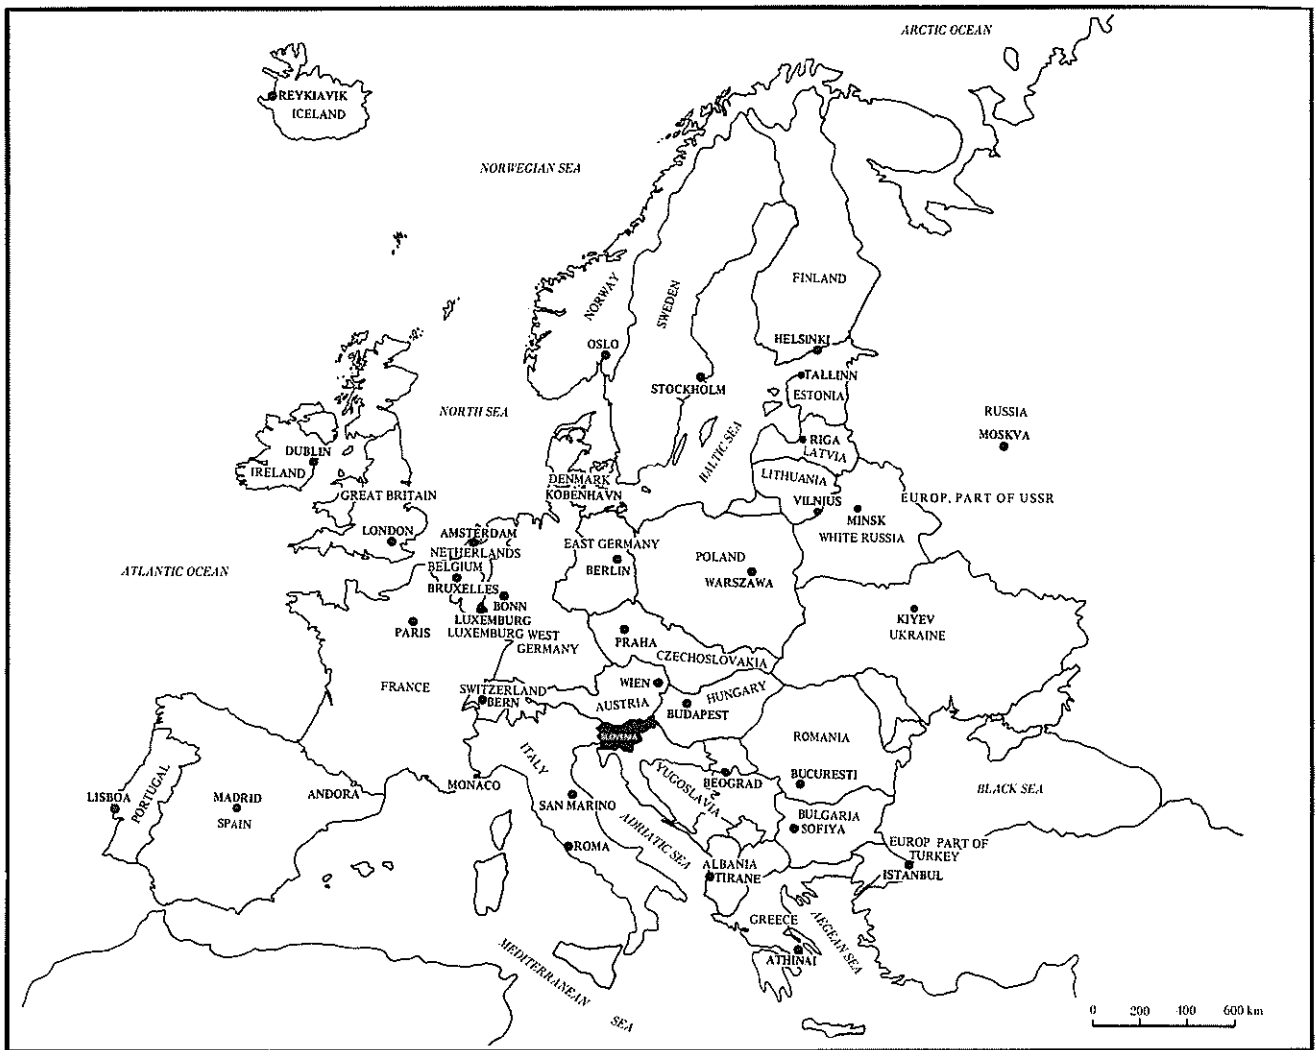 ARCTIC OCEAN
REYKIAVIK
ICELAND
NORWEGIAN SEA
FINLAND
NORWAY
SWEDEN
HELSINKI
OSLO
TALLINN
STOCKHOLM
ESTONIA
NORTH SEA
RUSSIA
MOSKVA
BALTIC SEA
RIGA
LATVIA
DUBLIN
IRELAND
LITHUANIA
DENMARK
KOBENHAVN
GREAT BRITAIN
VILNIUS
EUROP. PART OF USSR
MINSK
WHITE RUSSIA
LONDON
AMSTERDAM
NETHERLANDS
EAST GERMANY
BERLIN
POLAND
WARSZAWA
ATLANTIC OCEAN
BELGIUM
BRUXELLES
BONN
LUXEMBURG
LUXEMBURG WEST
GERMANY
PARIS
PRAHA
CZECHOSLOVAKIA
KIYEV
UKRAINE
FRANCE
SWITZERLAND
BERN
WIEN
AUSTRIA
HUNGARY
BUDAPEST
SLOVENIA
ROMANIA
ITALY
YUGOSLAVIA
BEOGRAD
BUCURESTI
BLACK SEA
MONACO
ANDORA
LISBOA
PORTUGAL
MADRID
SPAIN
SAN MARINO
ADRIATIC SEA
BULGARIA
SOFIYA
ROMA
EUROP PART OF
TURKEY
ISTANBUL
ALBANIA
TIRANE
GREECE
AEGEAN SEA
ATHINAI
MEDITERRANEAN
SEA
0 200 400 600 km